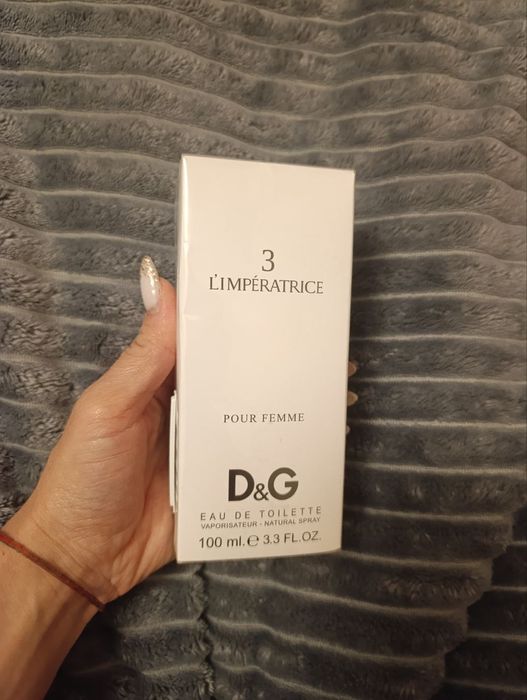 3
L'IMPÉRATRICE
POUR FEMME
D&G
EAU DE TOILETTE
VAPORISATEUR - NATURAL SPRAY
100 ml. ℮ 3.3 FL.OZ.